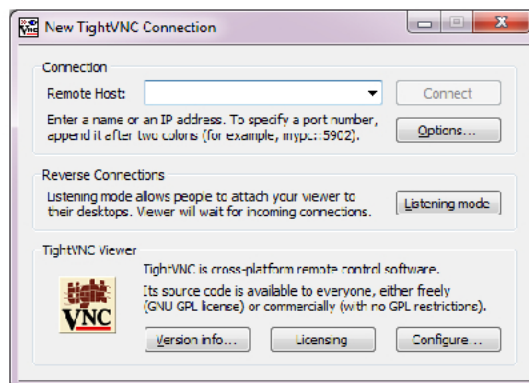 New TightVNC Connection
Connection
Remote Host:
Connect
Enter a name or an IP address. To specify a port number,
append it after two colons (for example, mypc::5902).
Options...
Reverse Connections
Listening mode allows people to attach your viewer to
their desktops. Viewer will wait for incoming connections.
Listening mode
TightVNC Viewer
TightVNC is cross-platform remote control software.
Its source code is available to everyone, either freely
(GNU GPL license) or commercially (with no GPL restrictions).
tight
VNC
Version info...
Licensing
Configure...